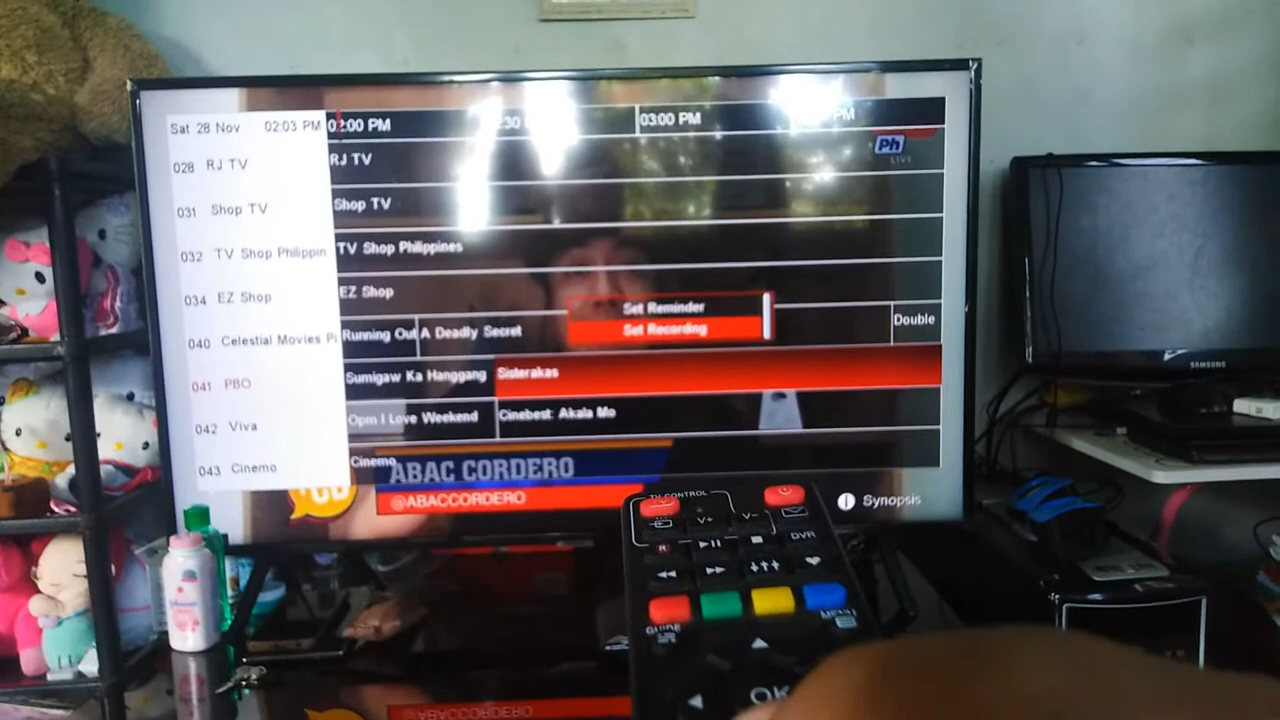 Sat 28 Nov 02:03 PM 02:00 PM 03:00 PM PM
028 RJ TV RJ TV
Ph
LIVE
031 Shop TV Shop TV
032 TV Shop Philippin TV Shop Philippines
034 EZ Shop EZ Shop
Set Reminder
Set Recording
040 Celestial Movies Pi Running Out A Deadly Secret Double
041 PBO Sumigaw Ka Hanggang Sisterakas
042 Viva Opm I Love Weekend Cinebest: Akala Mo
043 Cinemo Cinemo
ABAC CORDERO
@ABACCORDERO
Synopsis
SAMSUNG
Johnson's
TV CONTROL
V+ V-
DVR
GUIDE MENU
OK
@ABACCORDERO